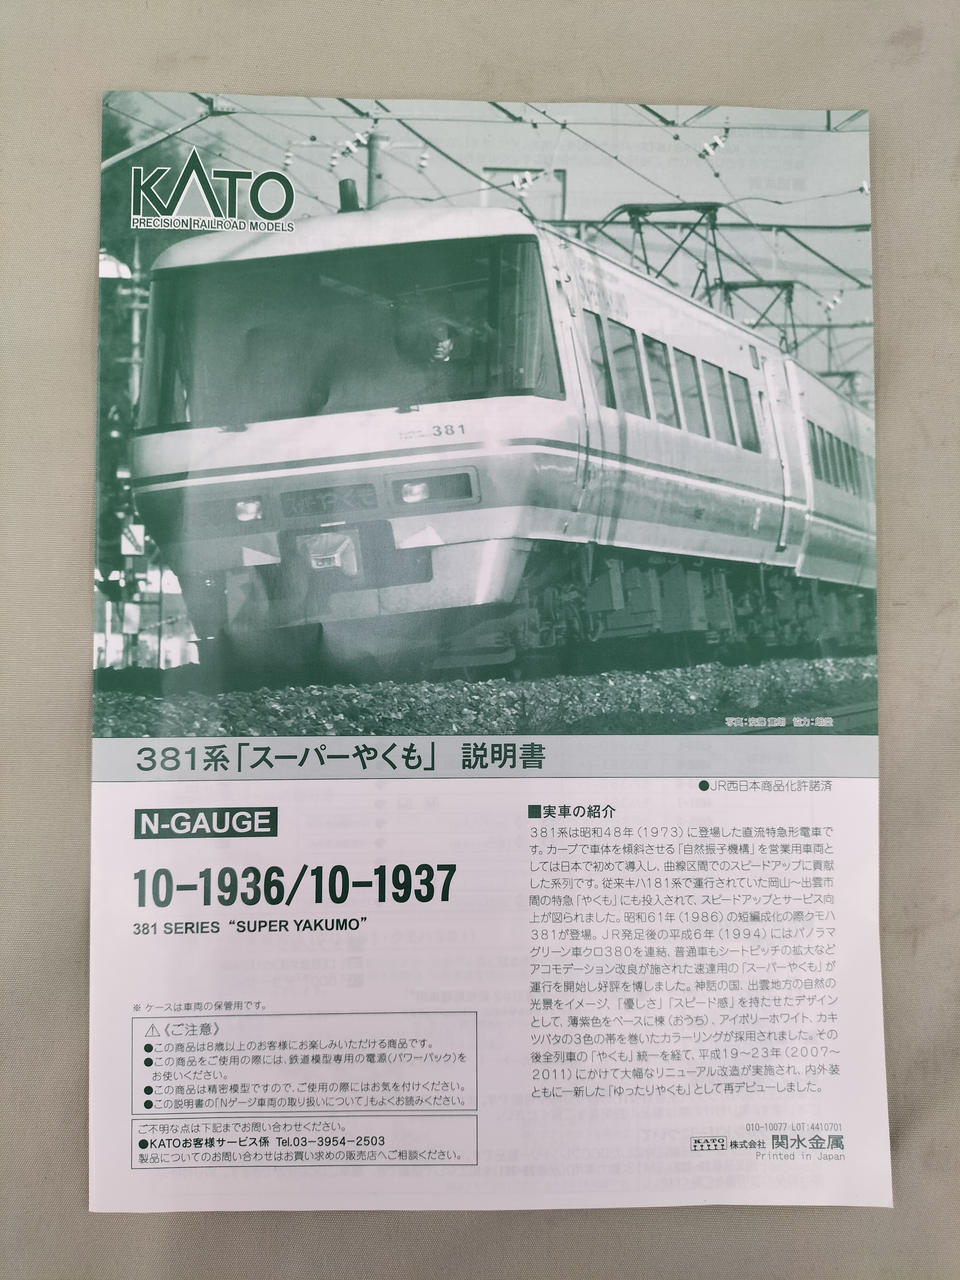 KATO
PRECISION RAILROAD MODELS
381
スーパーやくも
写真:安藤 協力:
381系「スーパーやくも」 説明書
●JR西日本商品化許諾済
N-GAUGE
10-1936/10-1937
381 SERIES “SUPER YAKUMO”
※ ケースは車両の保管用です。
⚠《ご注意》
●この商品は8歳以上のお客様にお楽しみいただける商品です。
●この商品をご使用の際には、鉄道模型専用の電源(パワーパック)を
お使いください。
●この商品は精密模型ですので、ご使用の際にはお気を付けください。
●この説明書の「Nゲージ車両の取り扱いについて」もよくお読みください。
ご不明な点は下記までお問い合わせください。
●KATOお客様サービス係 Tel.03-3954-2503
製品についてのお問い合わせはお買い求めの販売店へご相談ください。
■実車の紹介
381系は昭和48年(1973)に登場した直流特急形電車で
す。カーブで車体を傾斜させる「自然振子機構」を営業用車両と
しては日本で初めて導入し、曲線区間でのスピードアップに貢献
した系列です。従来キハ181系で運行されていた岡山〜出雲市
間の特急「やくも」にも投入されて、スピードアップとサービス向
上が図られました。昭和61年(1986)の短編成化の際クモハ
381が登場。JR発足後の平成6年(1994)にはパノラマ
グリーン車クロ380を連結、普通車もシートピッチの拡大など
アコモデーション改良が施された速達用の「スーパーやくも」が
運行を開始し好評を博しました。神話の国、出雲地方の自然の
光景をイメージ、「優しさ」「スピード感」を持たせたデザイン
として、薄紫色をベースに楝(おうち)、アイボリーホワイト、カキ
ツバタの3色の帯を巻いたカラーリングが採用されました。その
後全列車の「やくも」統一を経て、平成19〜23年(2007〜
2011)にかけて大幅なリニューアル改造が実施され、内外装
ともに一新した「ゆったりやくも」として再デビューしました。
010-10077 LOT:4410701
KATO 株式会社 関水金属
Printed in Japan